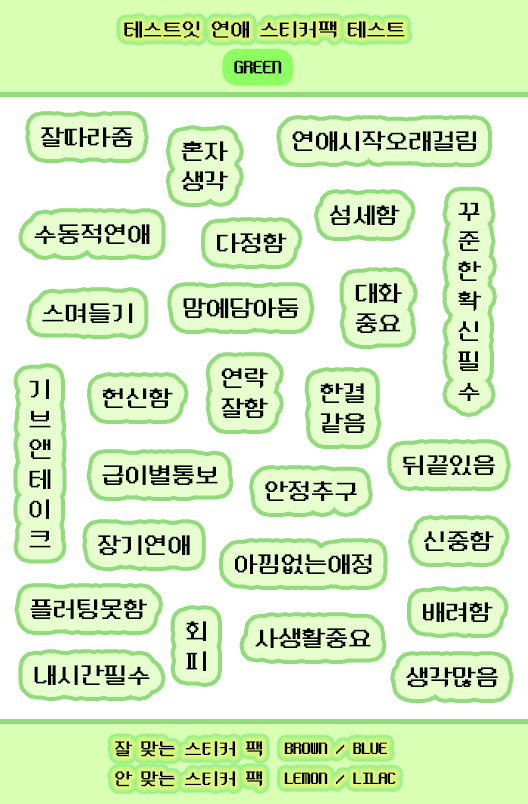 테스트잇 연애 스티커팩 테스트
GREEN
잘따라줌
혼자
생각
연애시작오래걸림
수동적연애
다정함
섬세함
꾸준한확신필수
스며들기
맘에담아둠
대화
중요
기브앤테이크
헌신함
연락
잘함
한결
같음
급이별통보
안정추구
뒤끝있음
장기연애
아낌없는애정
신중함
플러팅못함
회피
사생활중요
배려함
내시간필수
생각많음
잘 맞는 스티커 팩 BROWN / BLUE
안 맞는 스티커 팩 LEMON / LILAC